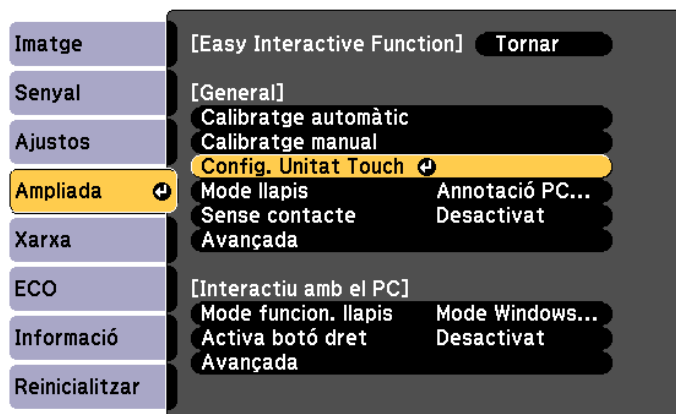 Imatge
Senyal
Ajustos
Ampliada
Xarxa
ECO
Informació
Reinicialitzar
[Easy Interactive Function] Tornar
[General]
Calibratge automàtic
Calibratge manual
Config. Unitat Touch
Mode llapis Annotació PC...
Sense contacte Desactivat
Avançada
[Interactiu amb el PC]
Mode funcion. llapis Mode Windows...
Activa botó dret Desactivat
Avançada